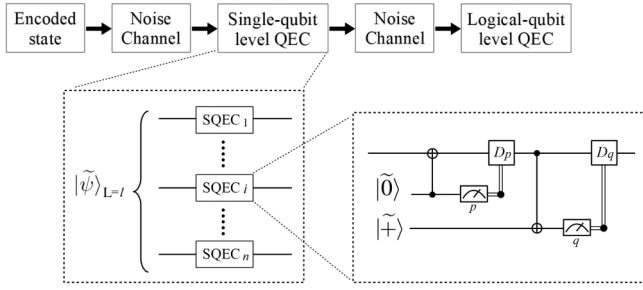 Encoded
state
Noise
Channel
Single-qubit
level QEC
Noise
Channel
Logical-qubit
level QEC
|ψ̃⟩L=l
SQEC 1
SQEC i
SQEC n
|0̃⟩
|+̃⟩
p
Dp
q
Dq